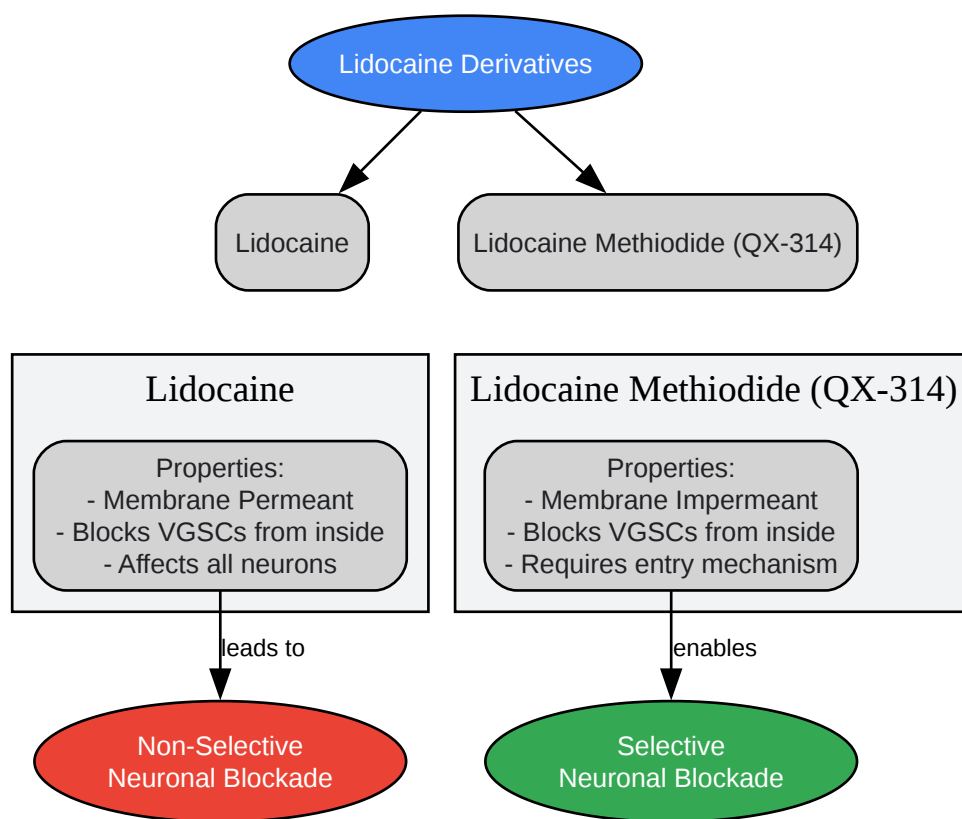 Lidocaine Derivatives
Lidocaine
Lidocaine Methiodide (QX-314)
Lidocaine
Properties:
- Membrane Permeant
- Blocks VGSCs from inside
- Affects all neurons
leads to
Non-Selective
Neuronal Blockade
Lidocaine Methiodide (QX-314)
Properties:
- Membrane Impermeant
- Blocks VGSCs from inside
- Requires entry mechanism
enables
Selective
Neuronal Blockade